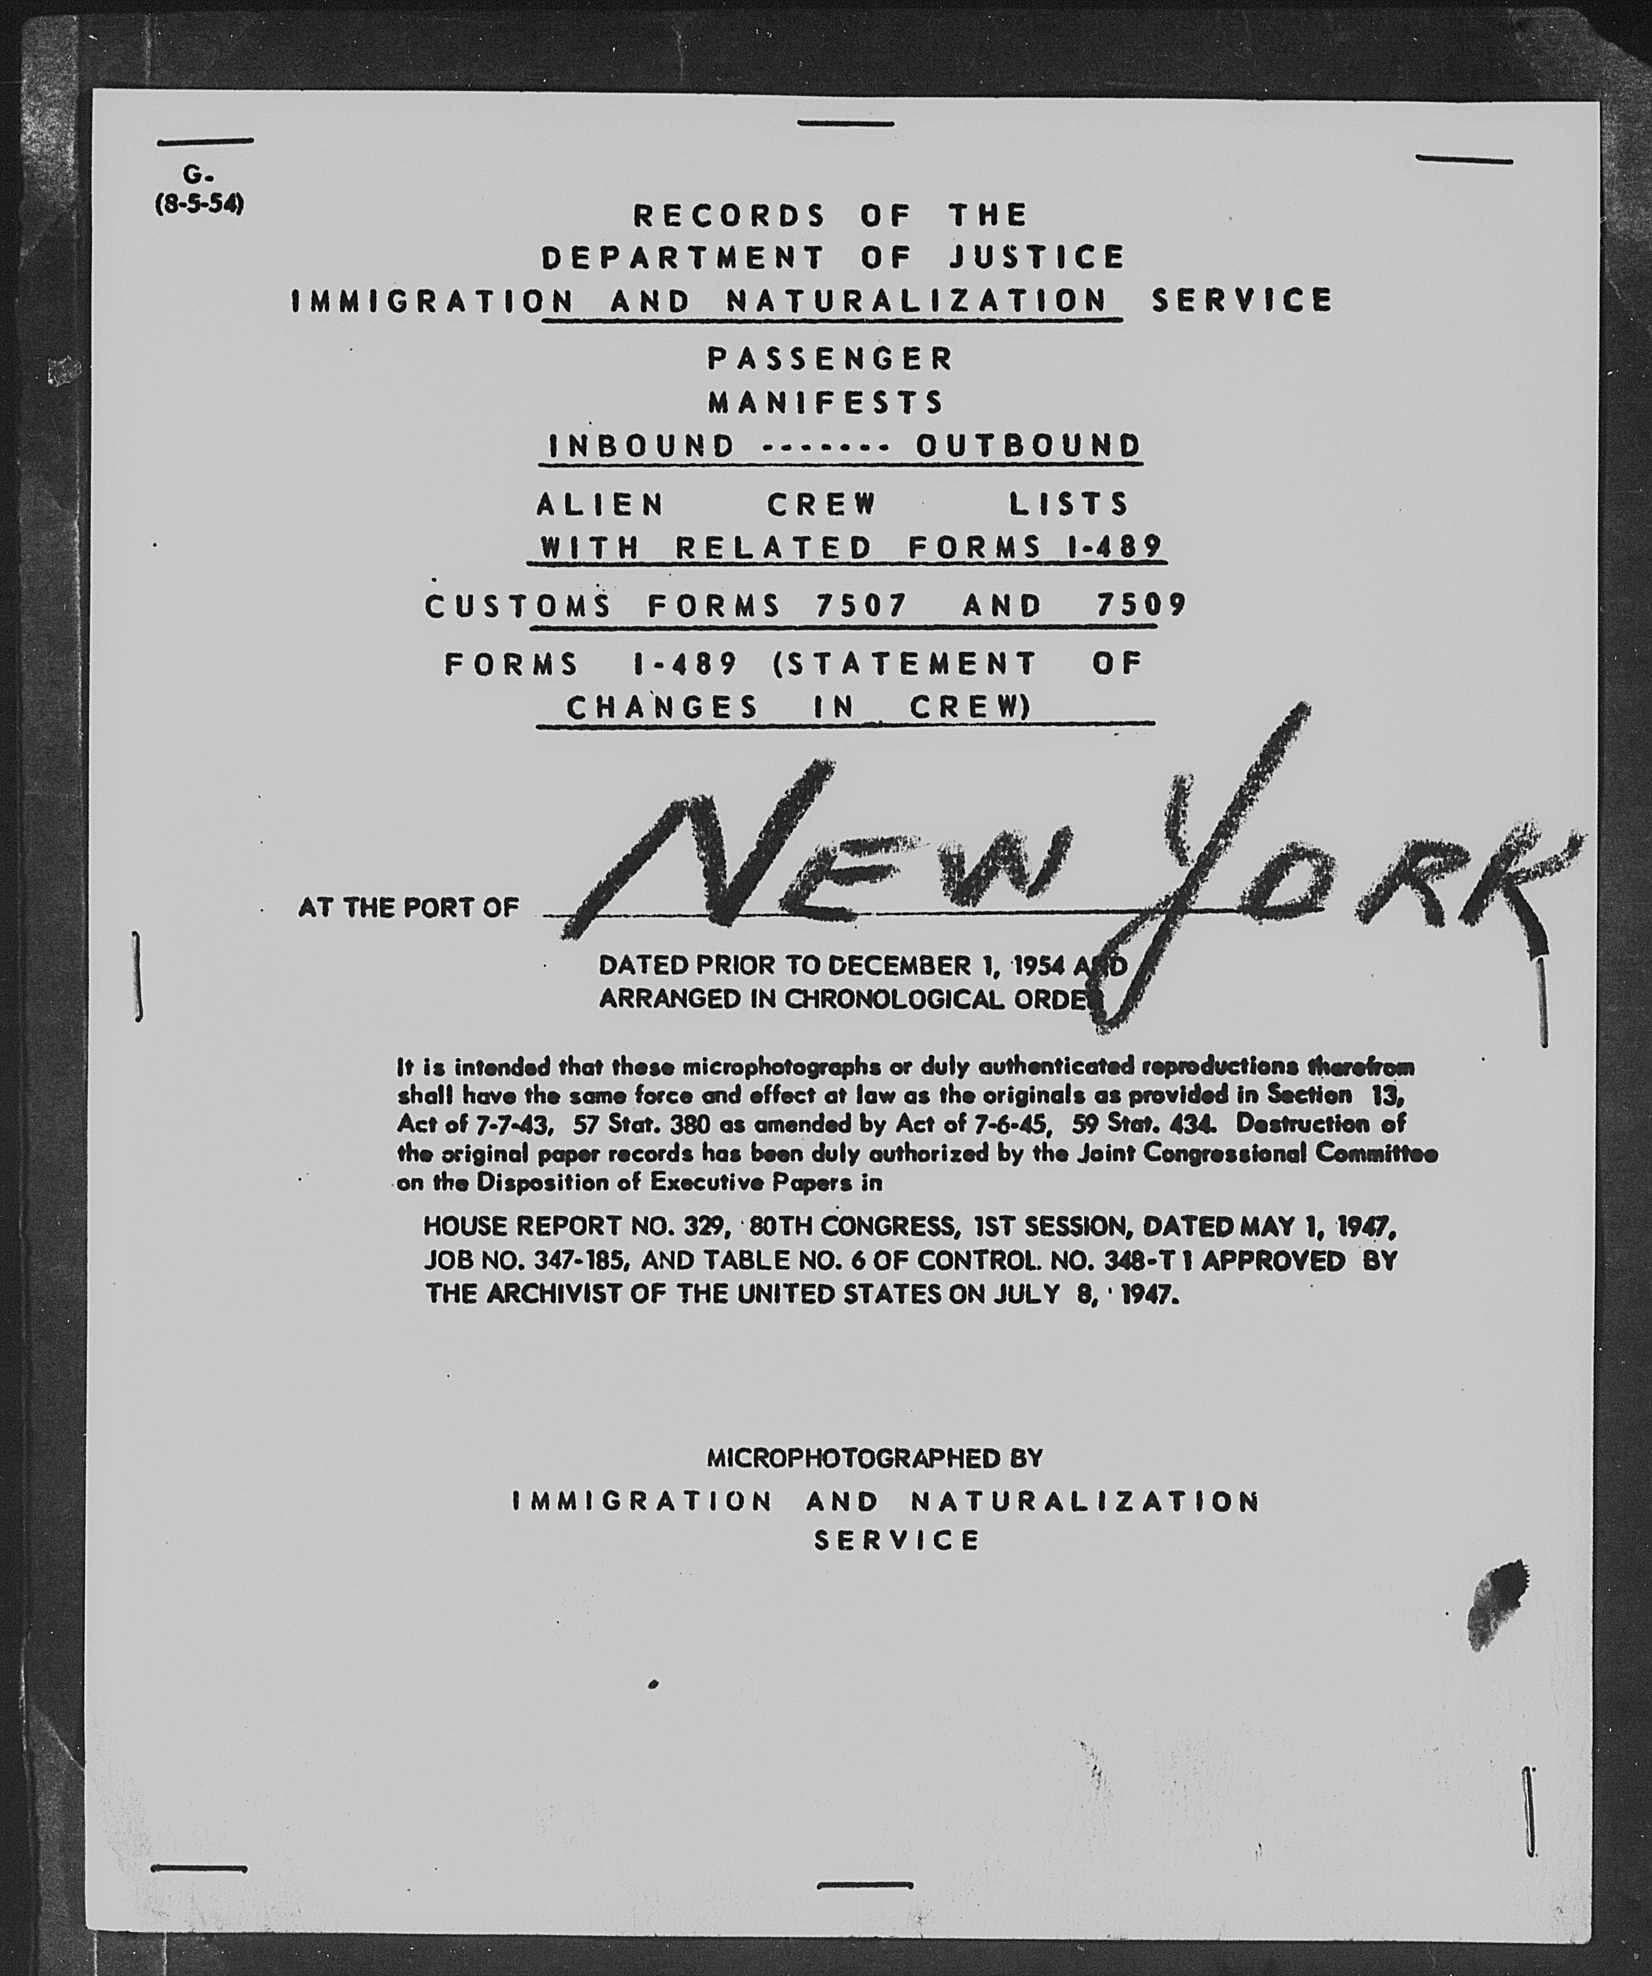 G-
(8-5-54)
RECORDS OF THE
DEPARTMENT OF JUSTICE
IMMIGRATION AND NATURALIZATION SERVICE
PASSENGER
MANIFESTS
INBOUND ------- OUTBOUND
ALIEN CREW LISTS
WITH RELATED FORMS I-489
CUSTOMS FORMS 7507 AND 7509
FORMS I-489 (STATEMENT OF
CHANGES IN CREW)
AT THE PORT OF NEW YORK
DATED PRIOR TO DECEMBER 1, 1954 AND
ARRANGED IN CHRONOLOGICAL ORDER
It is intended that these microphotographs or duly authenticated reproductions therefrom
shall have the same force and effect at law as the originals as provided in Section 13,
Act of 7-7-43, 57 Stat. 380 as amended by Act of 7-6-45, 59 Stat. 434. Destruction of
the original paper records has been duly authorized by the Joint Congressional Committee
on the Disposition of Executive Papers in
HOUSE REPORT NO. 329, 80TH CONGRESS, 1ST SESSION, DATED MAY 1, 1947,
JOB NO. 347-185, AND TABLE NO. 6 OF CONTROL NO. 348-T1 APPROVED BY
THE ARCHIVIST OF THE UNITED STATES ON JULY 8, 1947.
MICROPHOTOGRAPHED BY
IMMIGRATION AND NATURALIZATION
SERVICE